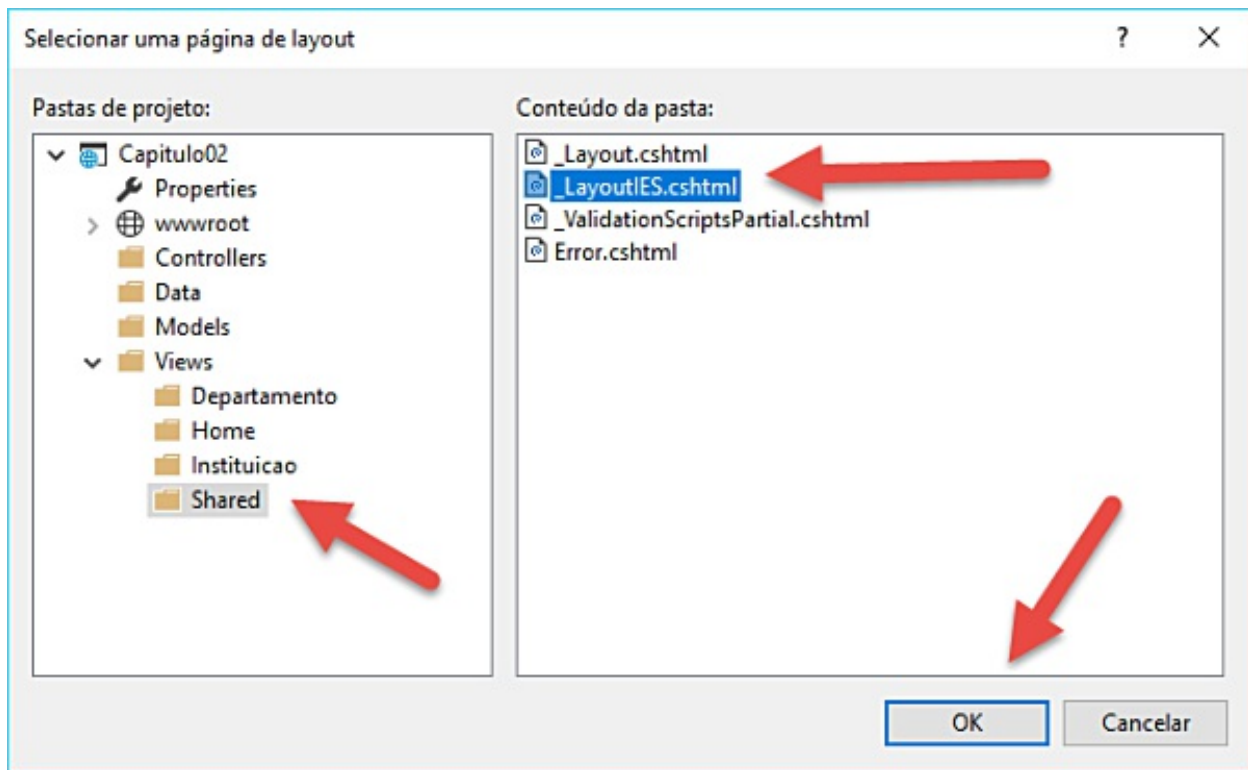 Selecionar uma página de layout
?
Pastas de projeto:
Capitulo02
Properties
wwwroot
Controllers
Data
Models
Views
Departamento
Home
Instituicao
Shared
Conteúdo da pasta:
_Layout.cshtml
_LayoutIES.cshtml
_ValidationScriptsPartial.cshtml
Error.cshtml
OK
Cancelar